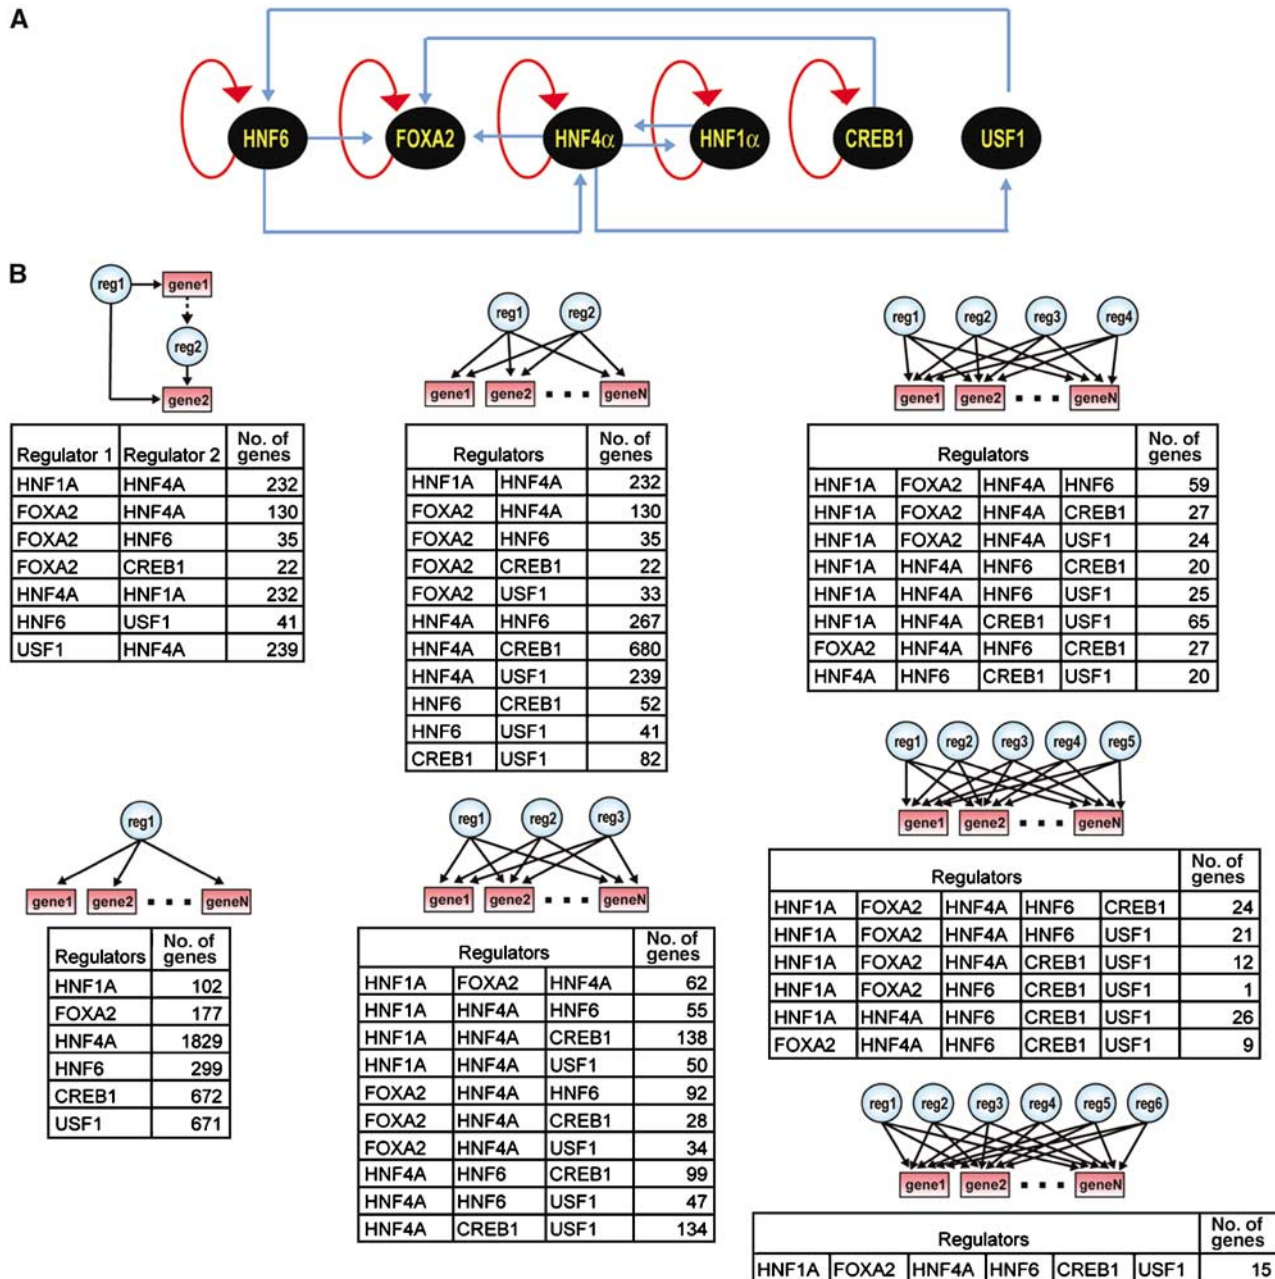 A
HNF6 FOXA2 HNF4α HNF1α CREB1 USF1
B
reg1 gene1
reg2
gene2
Regulator 1 Regulator 2 No. of genes
HNF1A HNF4A 232
FOXA2 HNF4A 130
FOXA2 HNF6 35
FOXA2 CREB1 22
HNF4A HNF1A 232
HNF6 USF1 41
USF1 HNF4A 239
reg1
gene1 gene2 geneN
Regulators No. of genes
HNF1A 102
FOXA2 177
HNF4A 1829
HNF6 299
CREB1 672
USF1 671
reg1 reg2
gene1 gene2 geneN
Regulators No. of genes
HNF1A HNF4A 232
FOXA2 HNF4A 130
FOXA2 HNF6 35
FOXA2 CREB1 22
FOXA2 USF1 33
HNF4A HNF6 267
HNF4A CREB1 680
HNF4A USF1 239
HNF6 CREB1 52
HNF6 USF1 41
CREB1 USF1 82
reg1 reg2 reg3
gene1 gene2 geneN
Regulators No. of genes
HNF1A FOXA2 HNF4A 62
HNF1A HNF4A HNF6 55
HNF1A HNF4A CREB1 138
HNF1A HNF4A USF1 50
FOXA2 HNF4A HNF6 92
FOXA2 HNF4A CREB1 28
FOXA2 HNF4A USF1 34
HNF4A HNF6 CREB1 99
HNF4A HNF6 USF1 47
HNF4A CREB1 USF1 134
reg1 reg2 reg3 reg4
gene1 gene2 geneN
Regulators No. of genes
HNF1A FOXA2 HNF4A HNF6 59
HNF1A FOXA2 HNF4A CREB1 27
HNF1A FOXA2 HNF4A USF1 24
HNF1A HNF4A HNF6 CREB1 20
HNF1A HNF4A HNF6 USF1 25
HNF1A HNF4A CREB1 USF1 65
FOXA2 HNF4A HNF6 CREB1 27
HNF4A HNF6 CREB1 USF1 20
reg1 reg2 reg3 reg4 reg5
gene1 gene2 geneN
Regulators No. of genes
HNF1A FOXA2 HNF4A HNF6 CREB1 24
HNF1A FOXA2 HNF4A HNF6 USF1 21
HNF1A FOXA2 HNF4A CREB1 USF1 12
HNF1A FOXA2 HNF6 CREB1 USF1 1
HNF1A HNF4A HNF6 CREB1 USF1 26
FOXA2 HNF4A HNF6 CREB1 USF1 9
reg1 reg2 reg3 reg4 reg5 reg6
gene1 gene2 geneN
Regulators No. of genes
HNF1A FOXA2 HNF4A HNF6 CREB1 USF1 15